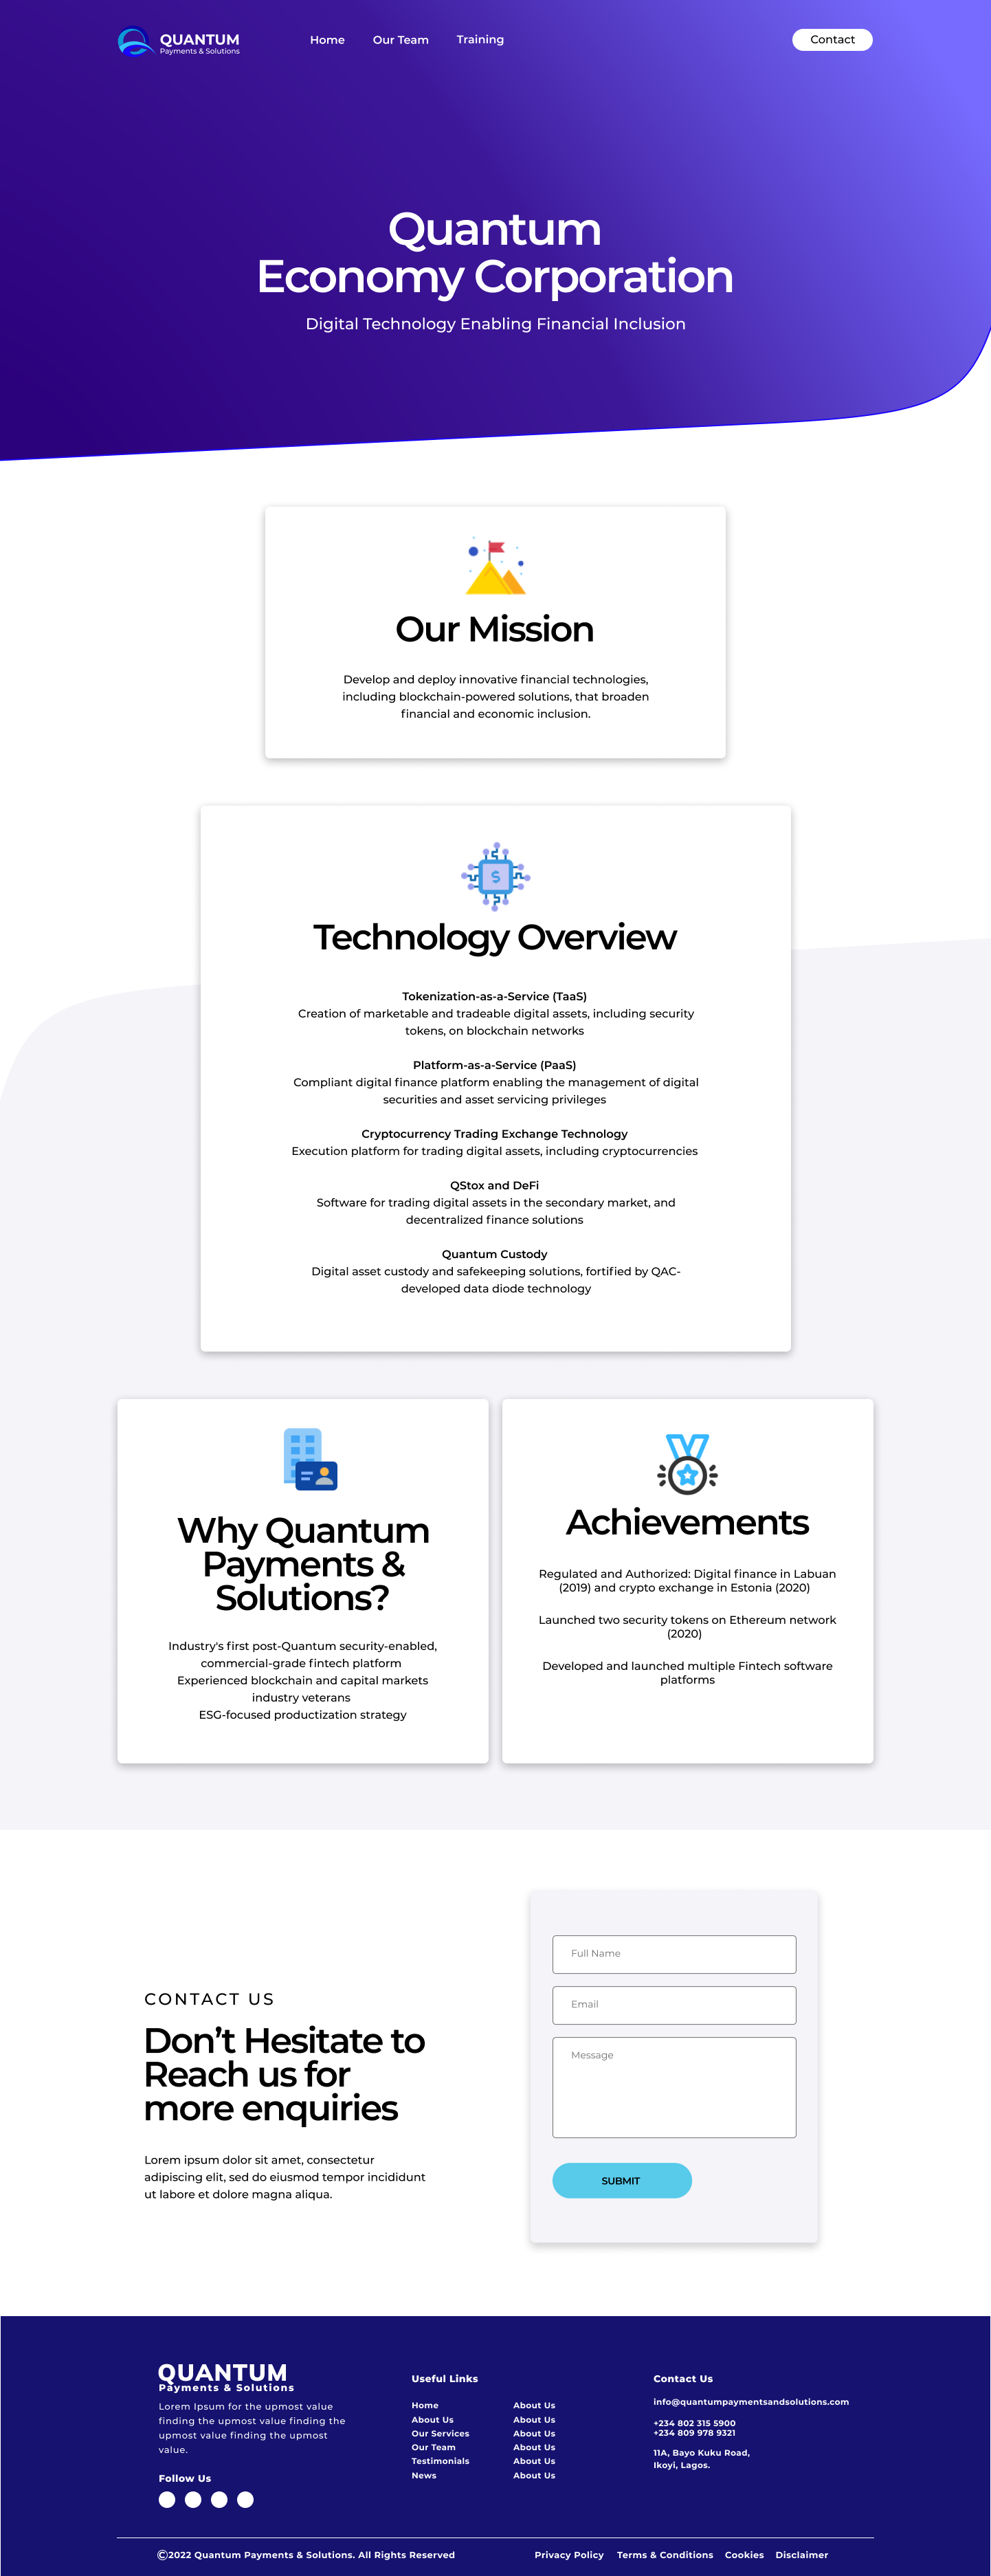 QUANTUM
Payments & Solutions
Home
Our Team
Training
Contact
Quantum
Economy Corporation
Digital Technology Enabling Financial Inclusion
Our Mission
Develop and deploy innovative financial technologies,
including blockchain-powered solutions, that broaden
financial and economic inclusion.
$
Technology Overview
Tokenization-as-a-Service (TaaS)
Creation of marketable and tradeable digital assets, including security
tokens, on blockchain networks
Platform-as-a-Service (PaaS)
Compliant digital finance platform enabling the management of digital
securities and asset servicing privileges
Cryptocurrency Trading Exchange Technology
Execution platform for trading digital assets, including cryptocurrencies
QStox and DeFi
Software for trading digital assets in the secondary market, and
decentralized finance solutions
Quantum Custody
Digital asset custody and safekeeping solutions, fortified by QAC-
developed data diode technology
Why Quantum
Payments &
Solutions?
Industry's first post-Quantum security-enabled,
commercial-grade fintech platform
Experienced blockchain and capital markets
industry veterans
ESG-focused productization strategy
Achievements
Regulated and Authorized: Digital finance in Labuan
(2019) and crypto exchange in Estonia (2020)
Launched two security tokens on Ethereum network
(2020)
Developed and launched multiple Fintech software
platforms
CONTACT US
Don’t Hesitate to
Reach us for
more enquiries
Lorem ipsum dolor sit amet, consectetur
adipiscing elit, sed do eiusmod tempor incididunt
ut labore et dolore magna aliqua.
Full Name
Email
Message
SUBMIT
QUANTUM
Payments & Solutions
Lorem Ipsum for the upmost value
finding the upmost value finding the
upmost value finding the upmost
value.
Follow Us
Useful Links
Home
About Us
Our Services
Our Team
Testimonials
News
About Us
About Us
About Us
About Us
About Us
About Us
Contact Us
info@quantumpaymentsandsolutions.com
+234 802 315 5900
+234 809 978 9321
11A, Bayo Kuku Road,
Ikoyi, Lagos.
©2022 Quantum Payments & Solutions. All Rights Reserved
Privacy Policy
Terms & Conditions
Cookies
Disclaimer